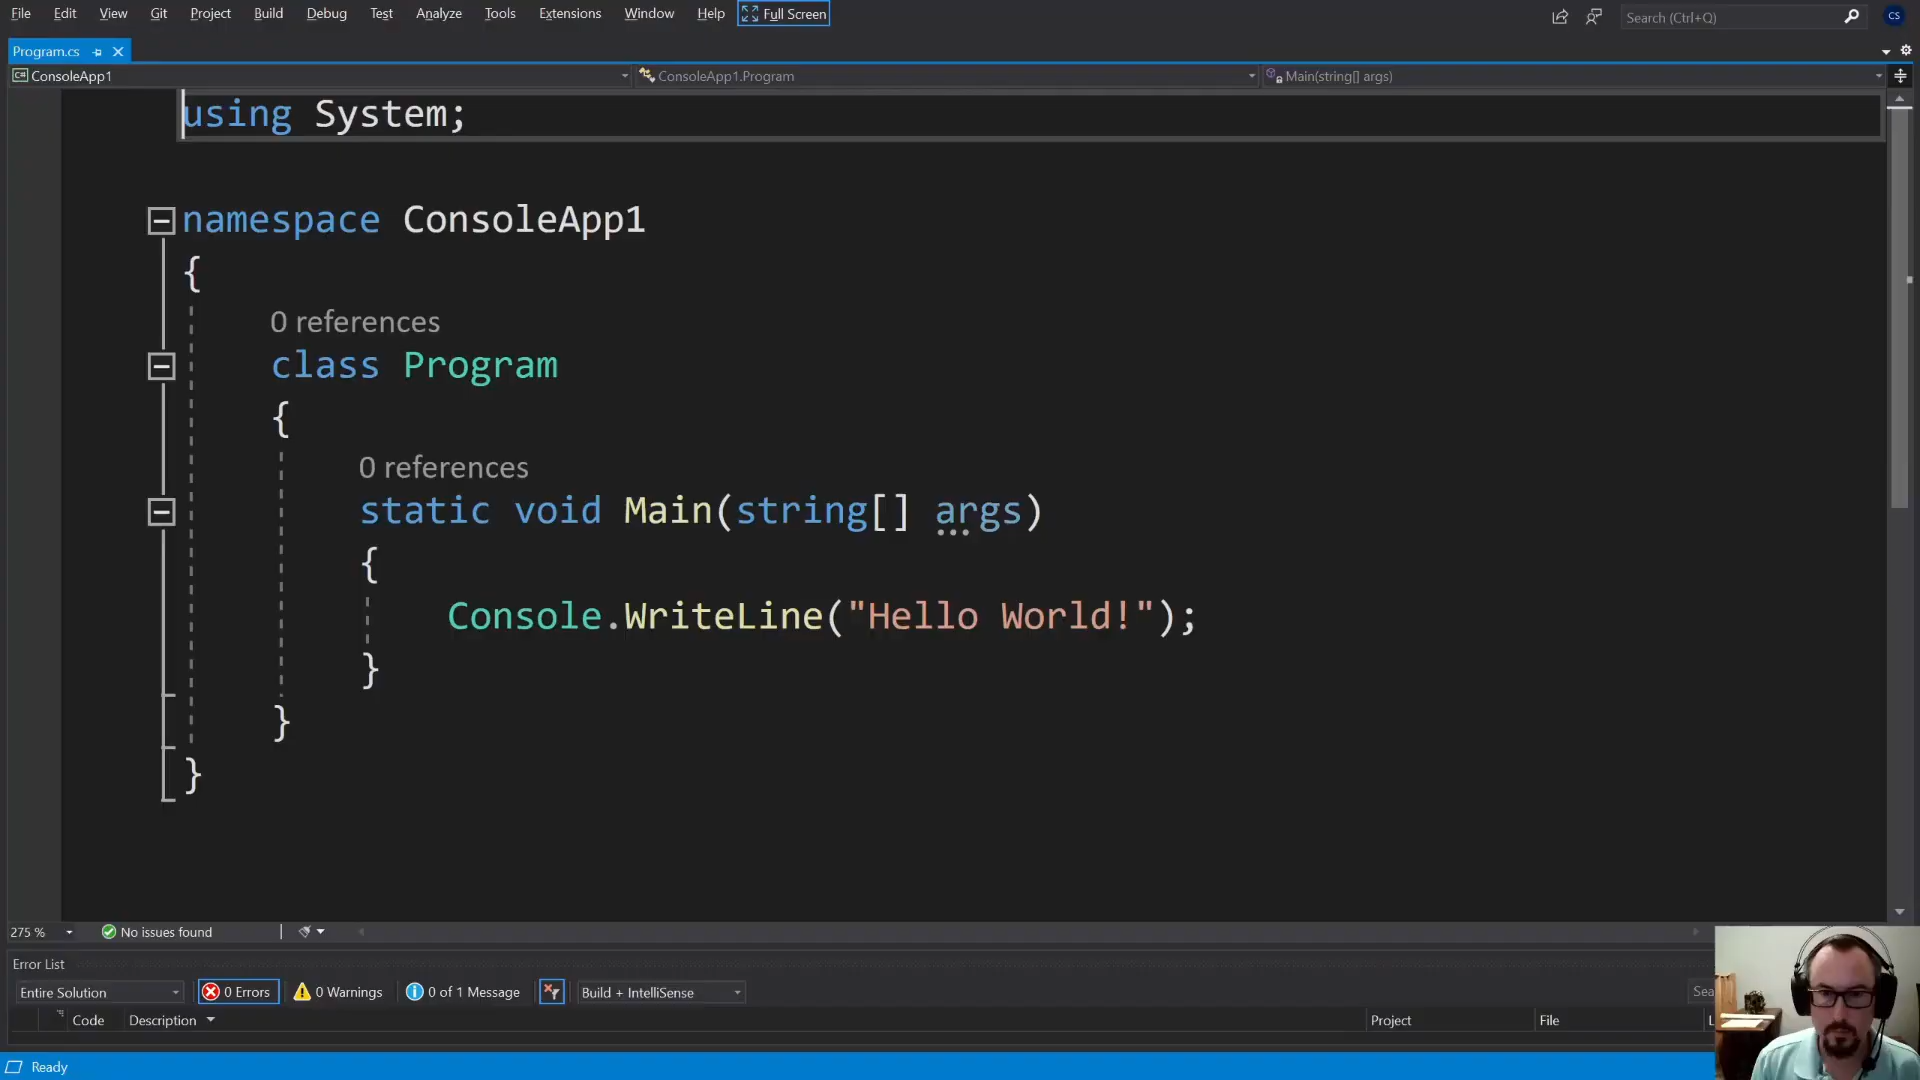 File Edit View Git Project Build Debug Test Analyze Tools Extensions Window Help Full Screen Search (Ctrl+Q) CS
Program.cs
C# ConsoleApp1 ConsoleApp1.Program Main(string[] args)
using System;
namespace ConsoleApp1
{
0 references
class Program
{
0 references
static void Main(string[] args)
{
Console.WriteLine("Hello World!");
}
}
}
275 % No issues found
Error List
Entire Solution 0 Errors 0 Warnings 0 of 1 Message Build + IntelliSense Sea
Code Description Project File L
Ready